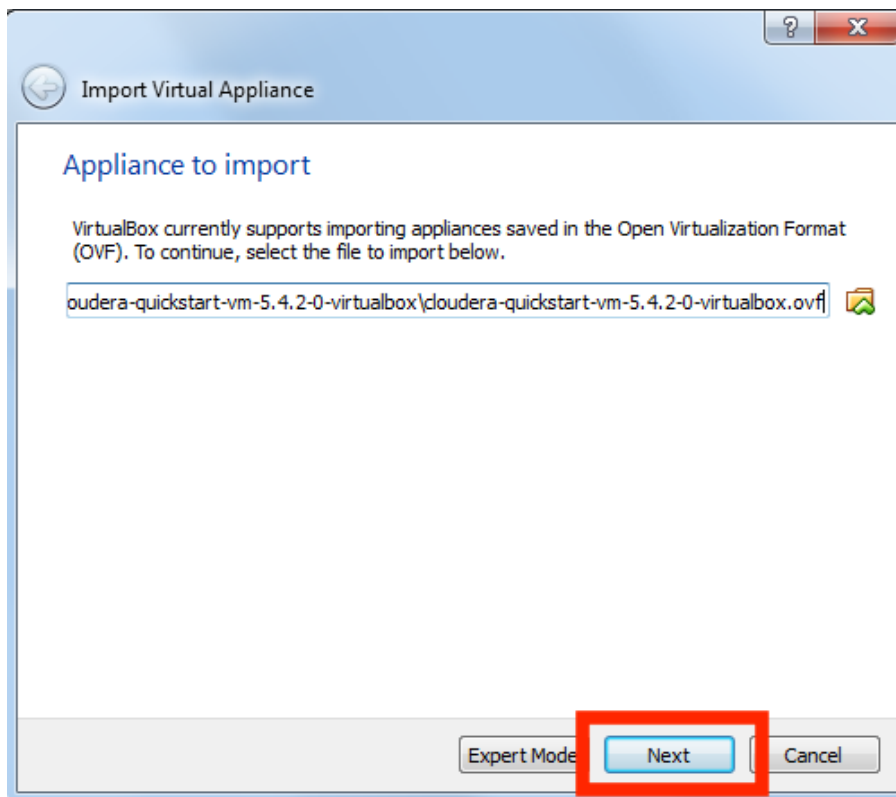 ?
x
Import Virtual Appliance
Appliance to import
VirtualBox currently supports importing appliances saved in the Open Virtualization Format
(OVF). To continue, select the file to import below.
oudera-quickstart-vm-5.4.2-0-virtualbox\cloudera-quickstart-vm-5.4.2-0-virtualbox.ovf
Expert Mode Next Cancel